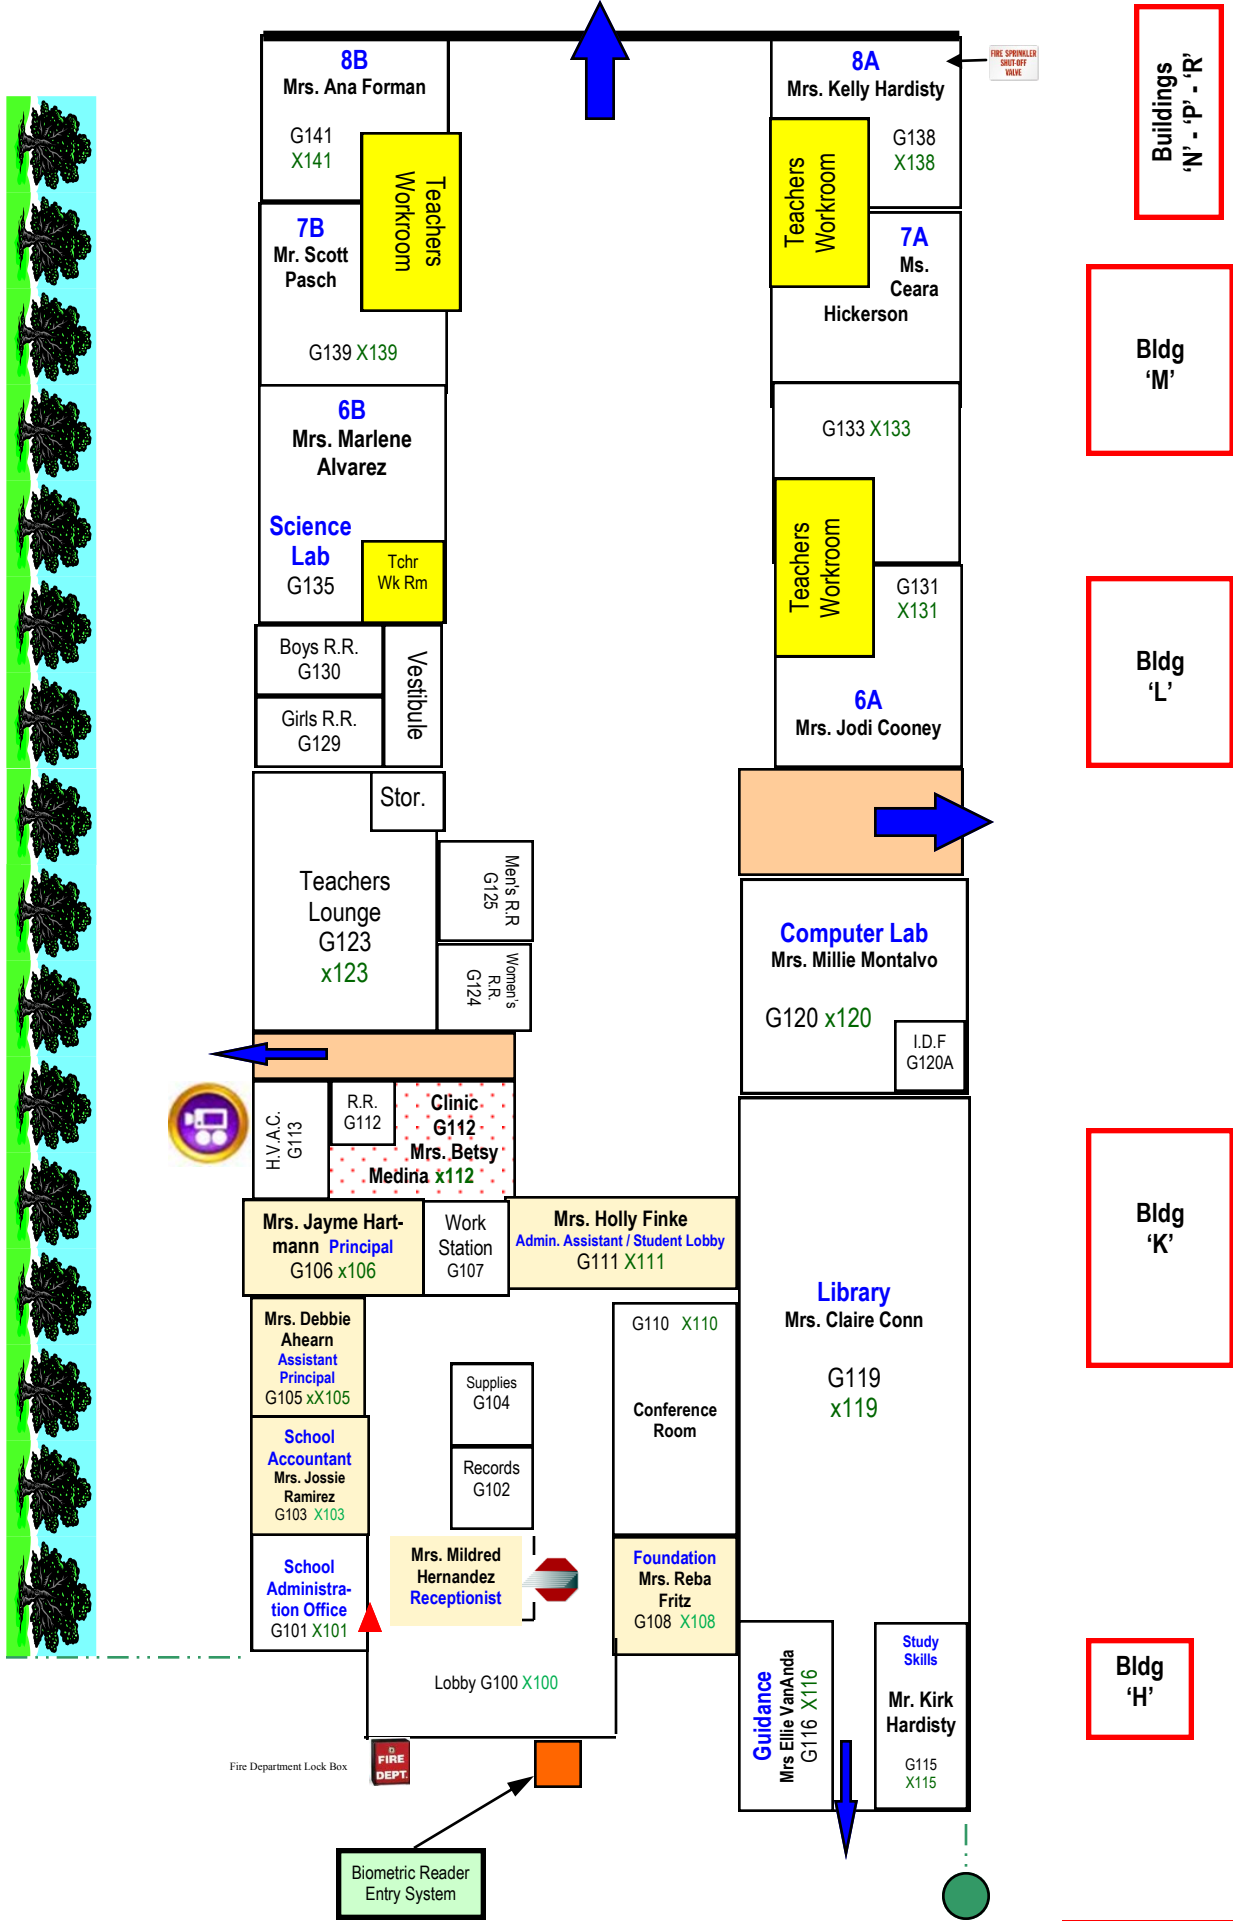 8B
Mrs. Ana Forman
G141
X141
Teachers
Workroom
7B
Mr. Scott
Pasch
G139 X139
6B
Mrs. Marlene
Alvarez
Science
Lab
G135
Tchr
Wk Rm
Boys R.R.
G130
Girls R.R.
G129
Vestibule
Stor.
Teachers
Lounge
G123
x123
Men's R.R
G125
Women's
R.R.
G124
H.V.A.C.
G113
R.R.
G112
Clinic
G112
Mrs. Betsy
Medina x112
Mrs. Jayme Hart-
mann Principal
G106 x106
Work
Station
G107
Mrs. Holly Finke
Admin. Assistant / Student Lobby
G111 X111
Mrs. Debbie
Ahearn
Assistant
Principal
G105 xX105
School
Accountant
Mrs. Jossie
Ramirez
G103 X103
School
Administra-
tion Office
G101 X101
Supplies
G104
Records
G102
Mrs. Mildred
Hernandez
Receptionist
G110 X110
Conference
Room
Foundation
Mrs. Reba
Fritz
G108 X108
Lobby G100 X100
Fire Department Lock Box
FIRE
DEPT.
Biometric Reader
Entry System
8A
Mrs. Kelly Hardisty
G138
X138
FIRE SPRINKLER
SHUT-OFF
VALVE
Teachers
Workroom
7A
Ms.
Ceara
Hickerson
G133 X133
Teachers
Workroom
G131
X131
6A
Mrs. Jodi Cooney
Computer Lab
Mrs. Millie Montalvo
G120 x120
I.D.F
G120A
Library
Mrs. Claire Conn
G119
x119
Guidance
Mrs Ellie VanAnda
G116 X116
Study
Skills
Mr. Kirk
Hardisty
G115
X115
Buildings
'N' - 'P' - 'R'
Bldg
‘M’
Bldg
‘L’
Bldg
‘K’
Bldg
‘H’